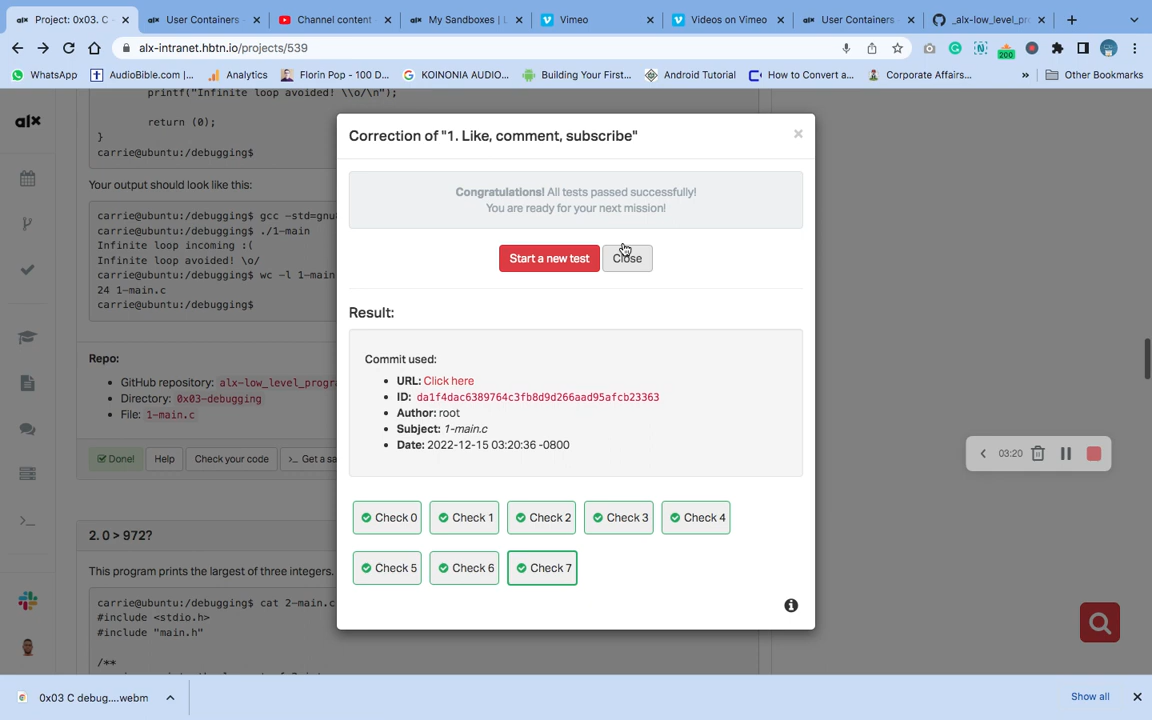 Project: 0x03. C
User Containers
Channel content
My Sandboxes | L
Vimeo
Videos on Vimeo
User Containers
_alx-low_level_pro
alx-intranet.hbtn.io/projects/539
200
WhatsApp
AudioBible.com |...
Analytics
Florin Pop - 100 D...
KOINONIA AUDIO...
Building Your First...
Android Tutorial
How to Convert a...
Corporate Affairs...
»
Other Bookmarks
alx
printf("Infinite loop avoided! \\o/\n");
return (0);
}
carrie@ubuntu:/debugging$
Your output should look like this:
carrie@ubuntu:/debugging$ gcc -std=gnu
carrie@ubuntu:/debugging$ ./1-main
Infinite loop incoming :(
Infinite loop avoided! \o/
carrie@ubuntu:/debugging$ wc -l 1-main
24 1-main.c
carrie@ubuntu:/debugging$
Repo:
GitHub repository: alx-low_level_progra
Directory: 0x03-debugging
File: 1-main.c
Done!
Help
Check your code
>_ Get a sa
2. 0 > 972?
This program prints the largest of three integers.
carrie@ubuntu:/debugging$ cat 2-main.c
#include <stdio.h>
#include "main.h"
/**
Correction of "1. Like, comment, subscribe"
×
Congratulations! All tests passed successfully!
You are ready for your next mission!
Start a new test
Close
Result:
Commit used:
URL: Click here
ID: da1f4dac6389764c3fb8d9d266aad95afcb23363
Author: root
Subject: 1-main.c
Date: 2022-12-15 03:20:36 -0800
Check 0
Check 1
Check 2
Check 3
Check 4
Check 5
Check 6
Check 7
03:20
0x03 C debug....webm
Show all